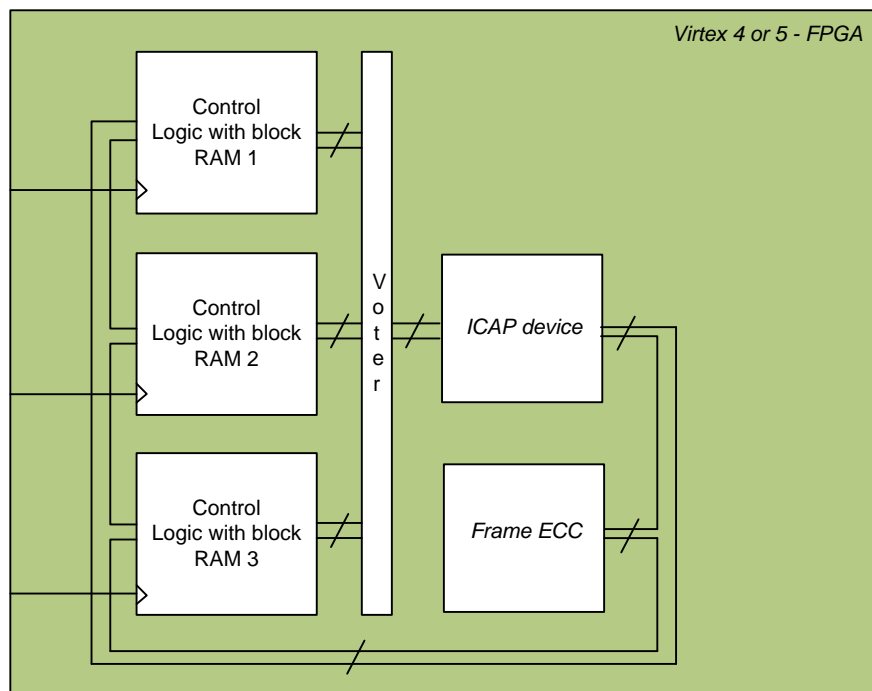 Virtex 4 or 5 - FPGA
Control
Logic with block
RAM 1
Control
Logic with block
RAM 2
Control
Logic with block
RAM 3
Voter
ICAP device
Frame ECC